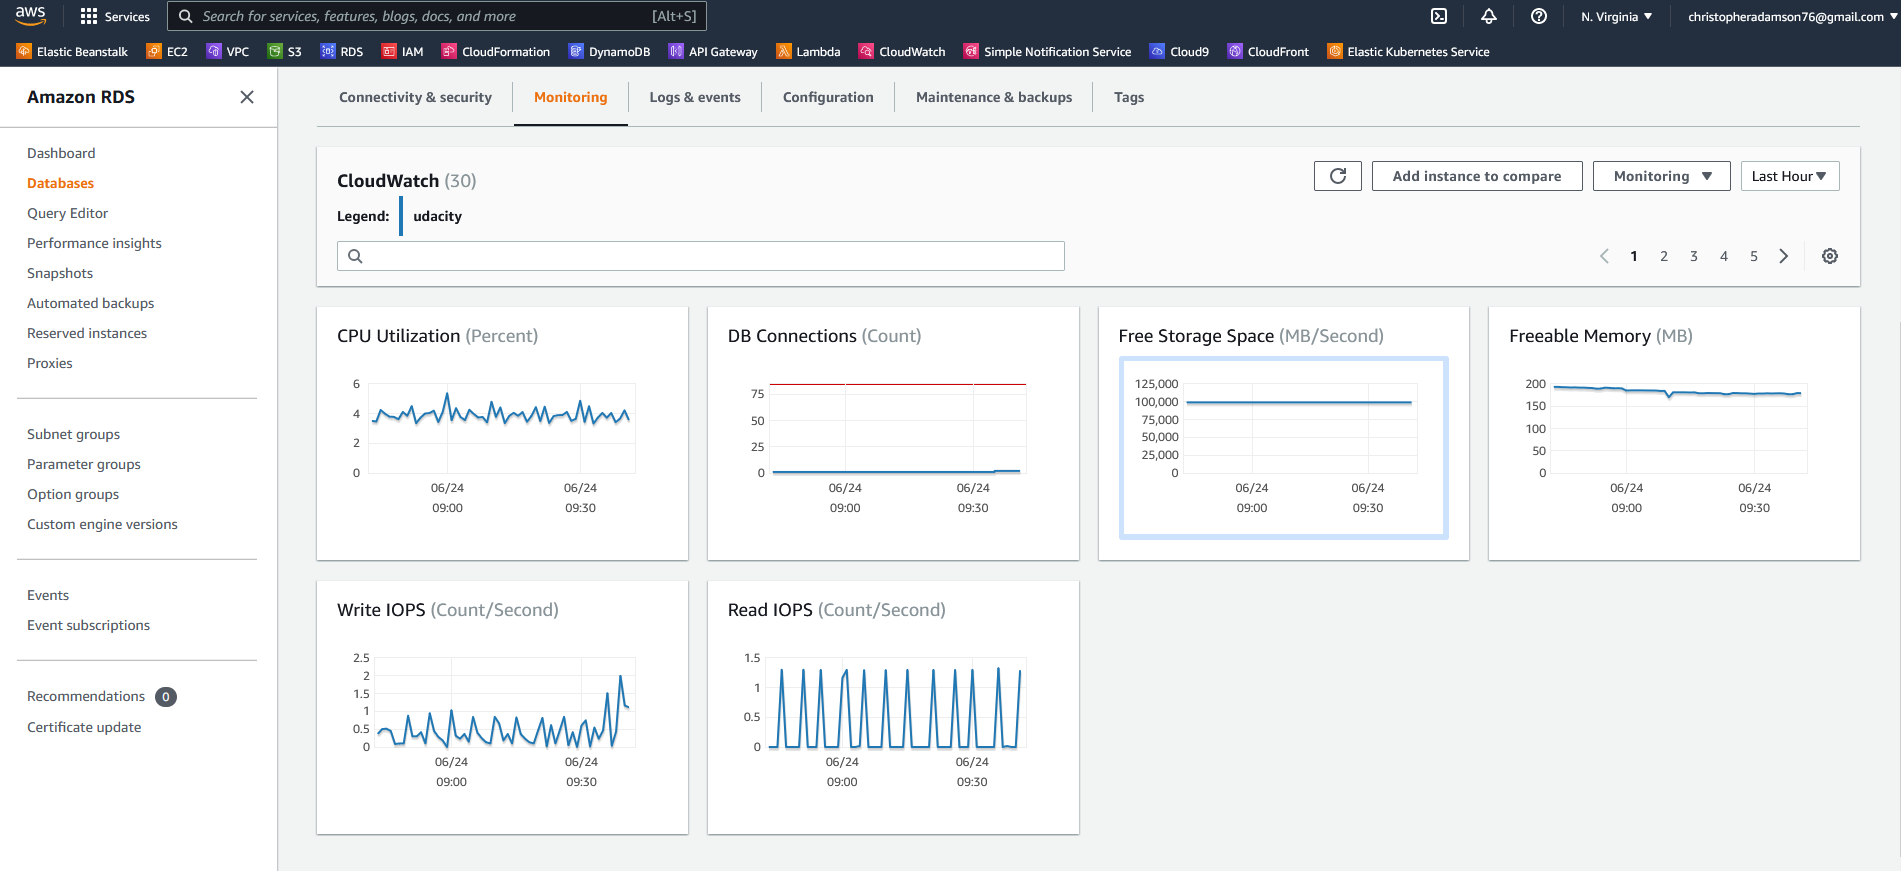 aws
Services
Search for services, features, blogs, docs, and more
[Alt+S]
N. Virginia
christopheradamson76@gmail.com
Elastic Beanstalk
EC2
VPC
S3
RDS
IAM
CloudFormation
DynamoDB
API Gateway
Lambda
CloudWatch
Simple Notification Service
Cloud9
CloudFront
Elastic Kubernetes Service
Amazon RDS
Dashboard
Databases
Query Editor
Performance insights
Snapshots
Automated backups
Reserved instances
Proxies
Subnet groups
Parameter groups
Option groups
Custom engine versions
Events
Event subscriptions
Recommendations 0
Certificate update
Connectivity & security
Monitoring
Logs & events
Configuration
Maintenance & backups
Tags
CloudWatch (30)
Add instance to compare
Monitoring
Last Hour
Legend: udacity
1 2 3 4 5
CPU Utilization (Percent)
6
4
2
0
06/24 09:00
06/24 09:30
DB Connections (Count)
75
50
25
0
06/24 09:00
06/24 09:30
Free Storage Space (MB/Second)
125,000
100,000
75,000
50,000
25,000
0
06/24 09:00
06/24 09:30
Freeable Memory (MB)
200
150
100
50
0
06/24 09:00
06/24 09:30
Write IOPS (Count/Second)
2.5
2
1.5
1
0.5
0
06/24 09:00
06/24 09:30
Read IOPS (Count/Second)
1.5
1
0.5
0
06/24 09:00
06/24 09:30